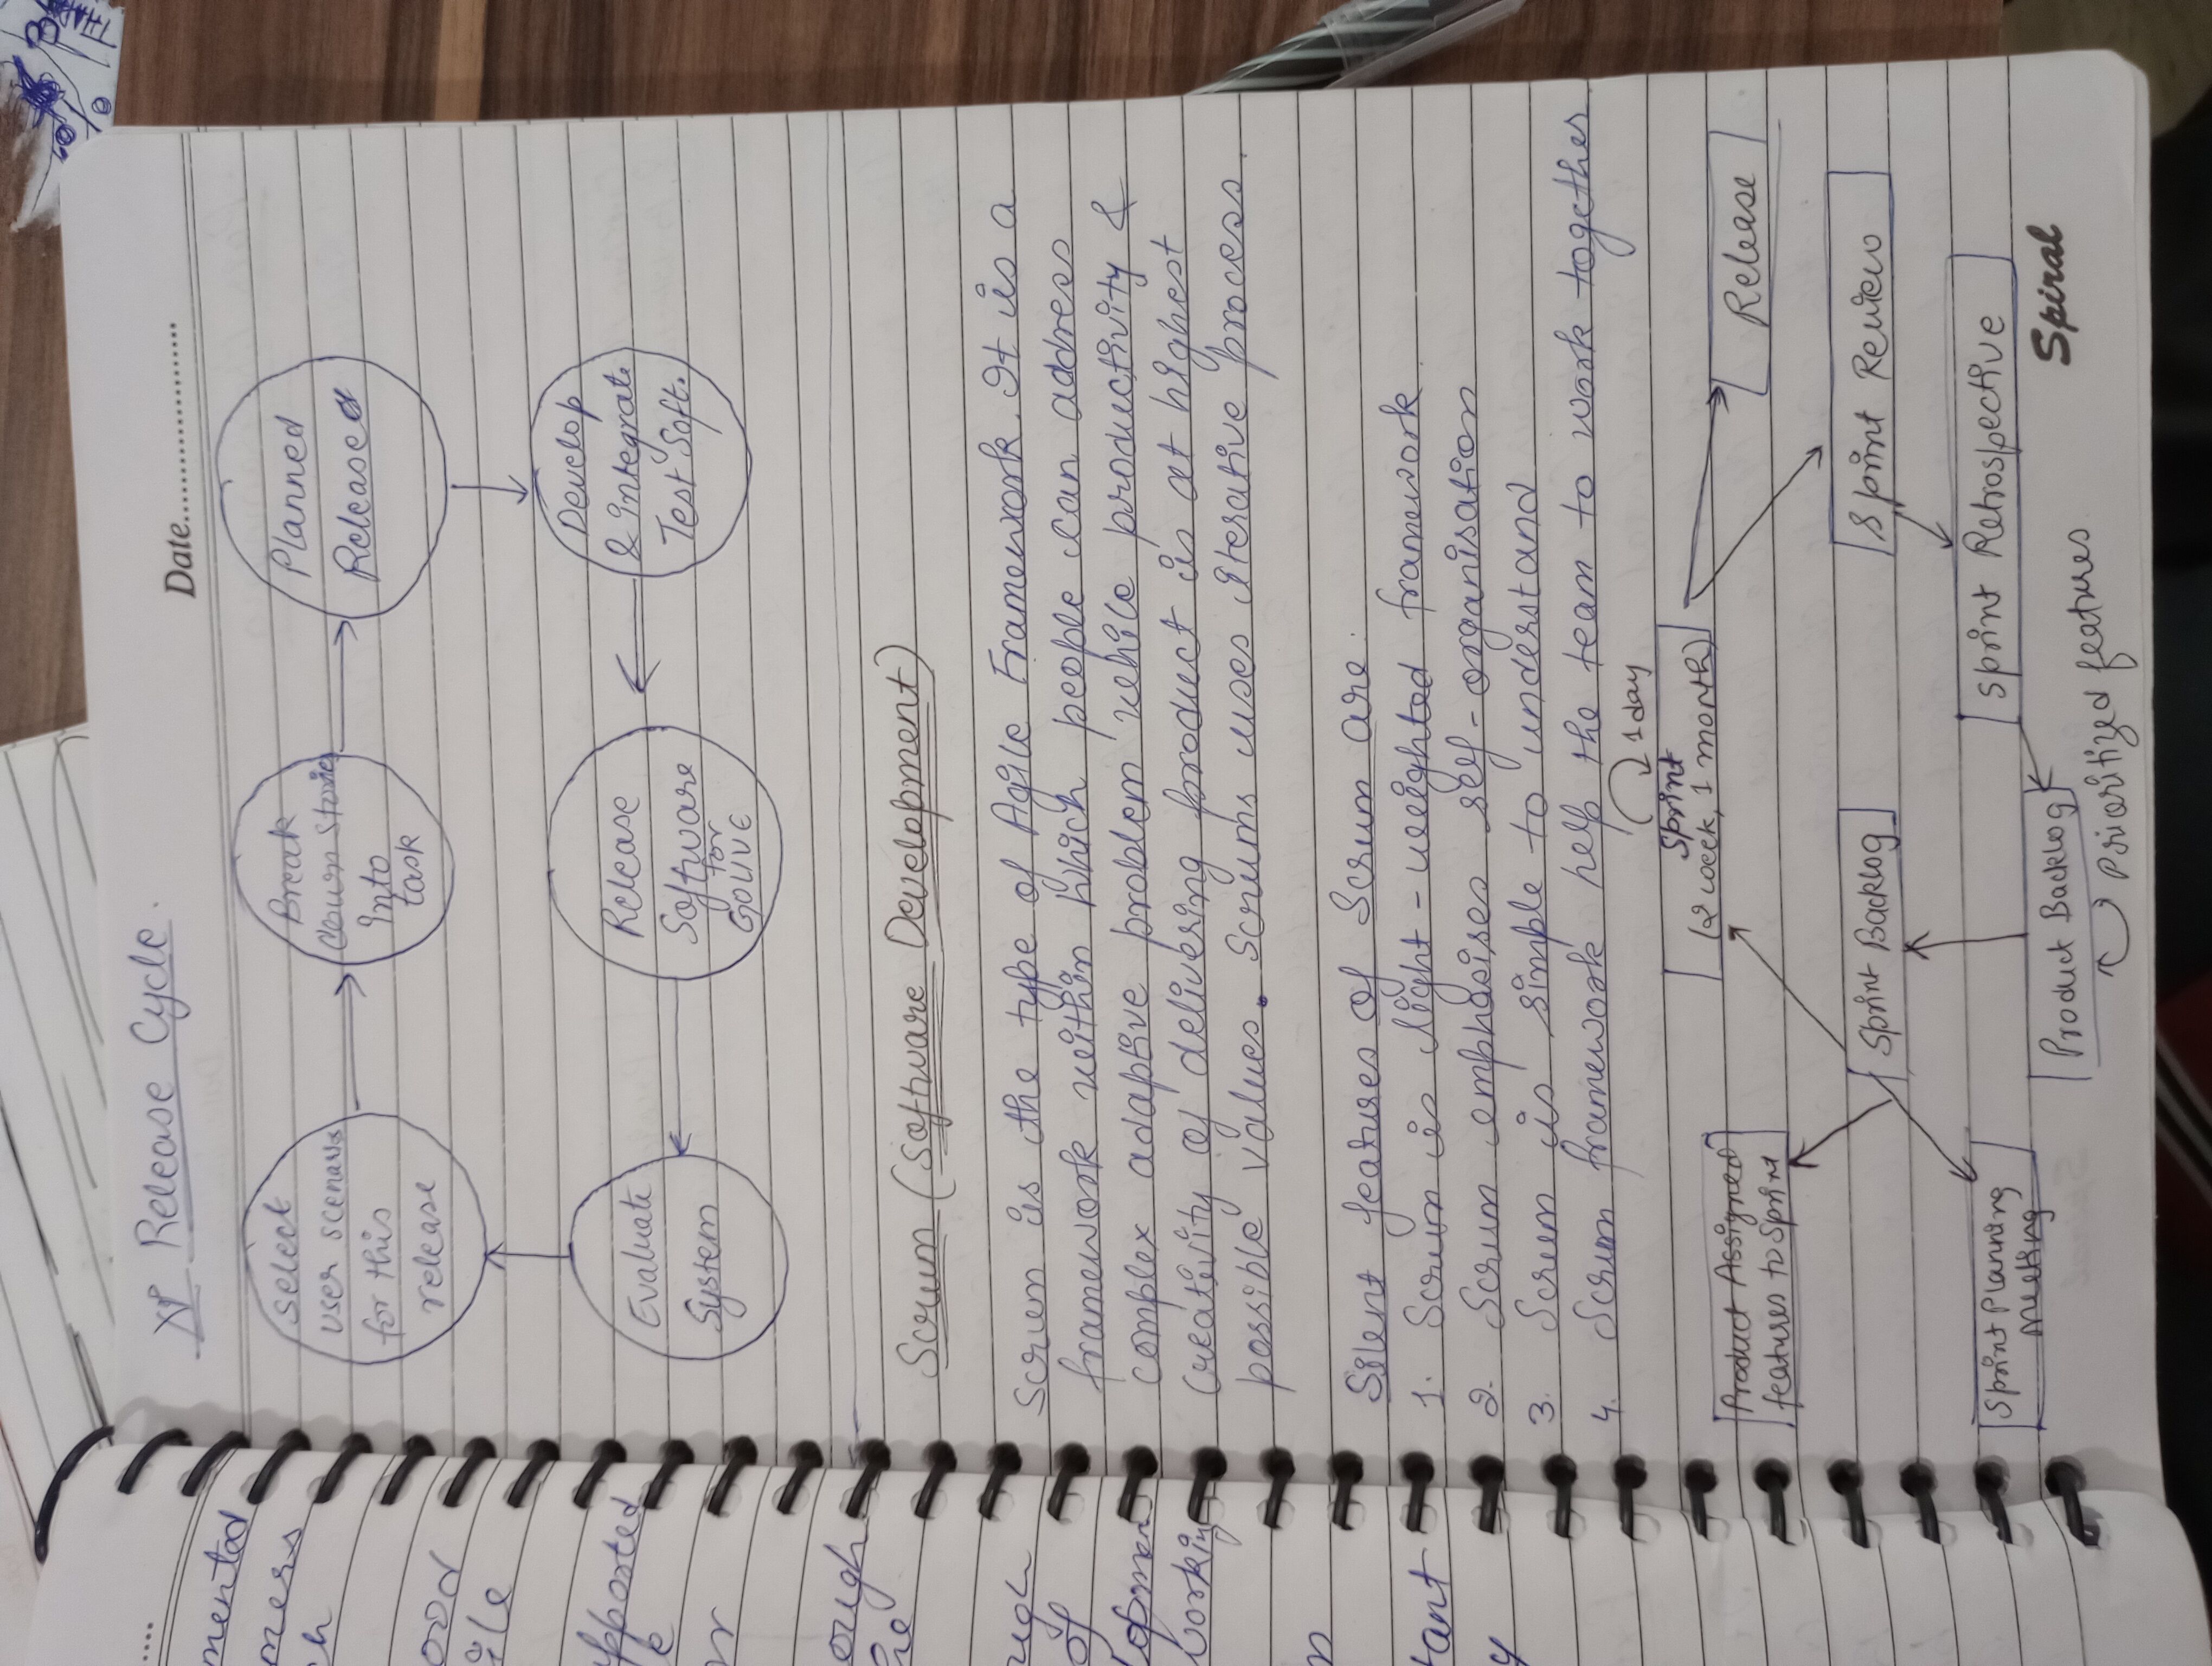 Date
XP Release Cycle.
Select
user scenarios
for this
release
Break
down stories
into
task
Planned
Released
Evaluate
System
Release
Software
for
Golive
Develop
& integrate
Test Soft.
Scrum (Software Development)
Scrum is the type of Agile Framework. It is a
framework within which people can address
complex adaptive problem while productivity &
creativity of delivering product is at highest
possible values. Scrums uses iterative process.
Silent features of Scrum are:
1. Scrum is light-weighted framework
2. Scrum emphasises self-organisation
3. Scrum is simple to understand
4. Scrum framework help the team to work together
1 day
Sprint
(2 week, 1 month)
Product Assigned
features to Sprint
Release
Sprint Backlog
Sprint Review
Sprint Planning
Meeting
Sprint Retrospective
Product Backlog
Prioritized features.
Spiral
mented
mers
ch
ile
pported
ough
ugh
of
working
tant